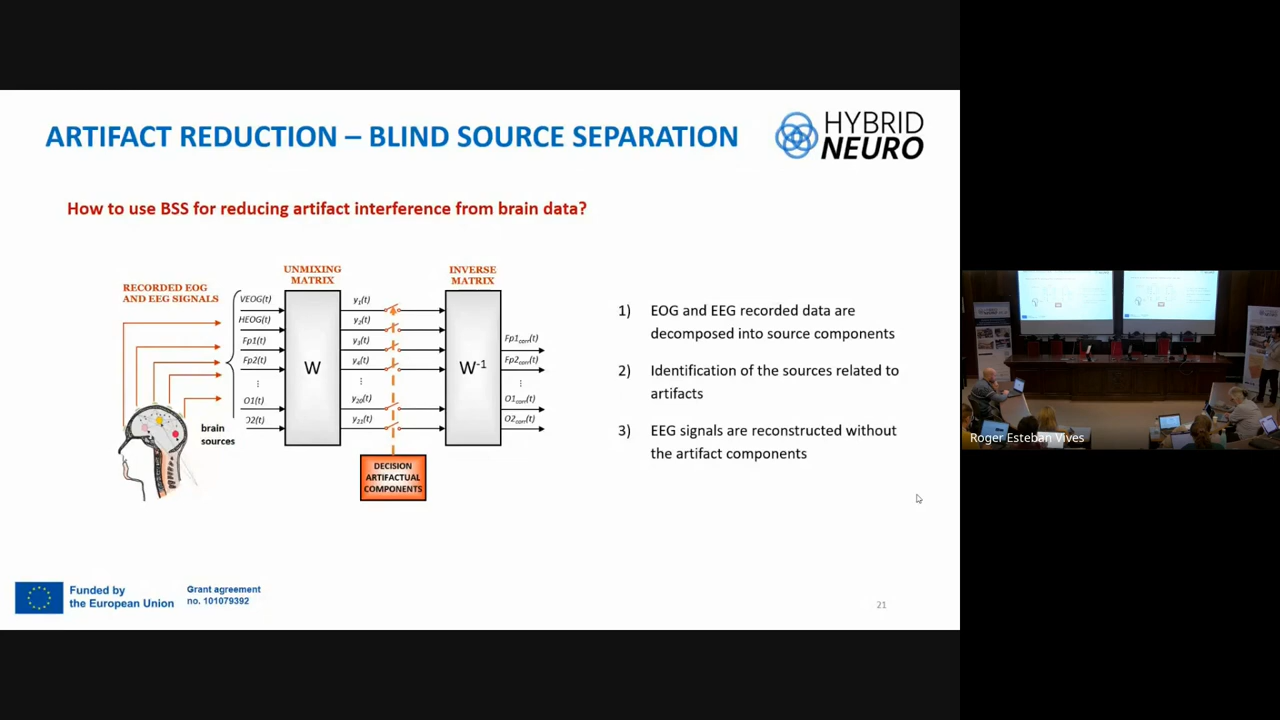 ARTIFACT REDUCTION – BLIND SOURCE SEPARATION
HYBRID
NEURO
How to use BSS for reducing artifact interference from brain data?
RECORDED EOG
AND EEG SIGNALS
UNMIXING
MATRIX
INVERSE
MATRIX
VEOG(t)
HEOG(t)
Fp1(t)
Fp2(t)
⋮
O1(t)
O2(t)
W
y1(t)
y2(t)
y3(t)
y4(t)
⋮
y20(t)
y21(t)
W-1
Fp1corr(t)
Fp2corr(t)
⋮
O1corr(t)
O2corr(t)
brain
sources
DECISION
ARTIFACTUAL
COMPONENTS
1) EOG and EEG recorded data are
decomposed into source components
2) Identification of the sources related to
artifacts
3) EEG signals are reconstructed without
the artifact components
Funded by
the European Union
Grant agreement
no. 101079392
21
Roger Esteban Vives